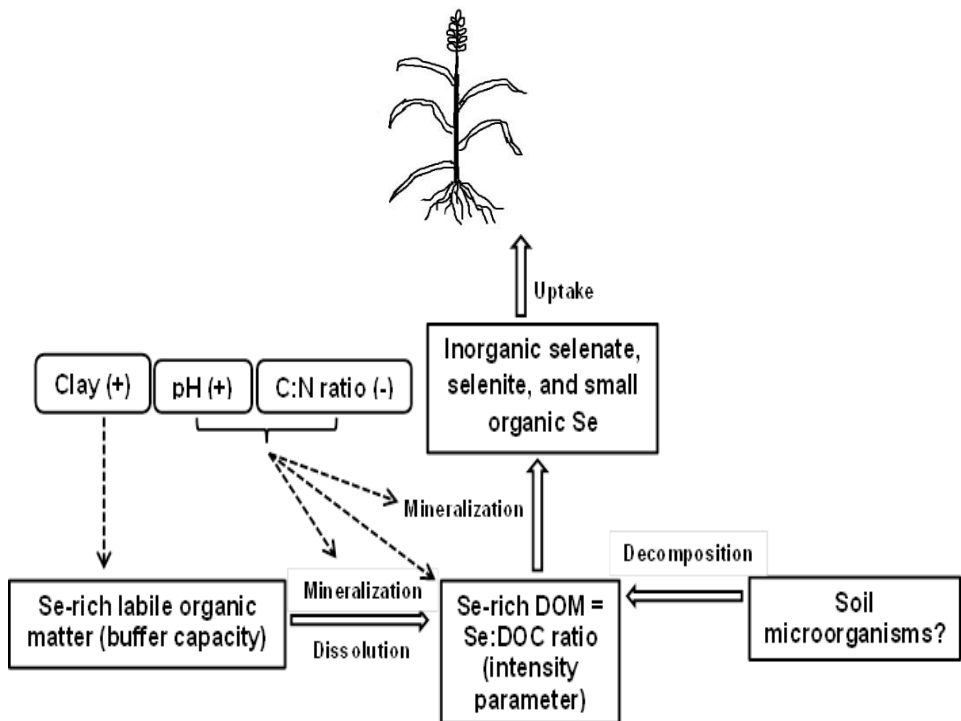 Uptake
Inorganic selenate,
selenite, and small
organic Se
Clay (+)
pH (+)
C:N ratio (-)
Mineralization
Decomposition
Se-rich labile organic
matter (buffer capacity)
Mineralization
Dissolution
Se-rich DOM =
Se:DOC ratio
(intensity
parameter)
Soil
microorganisms?